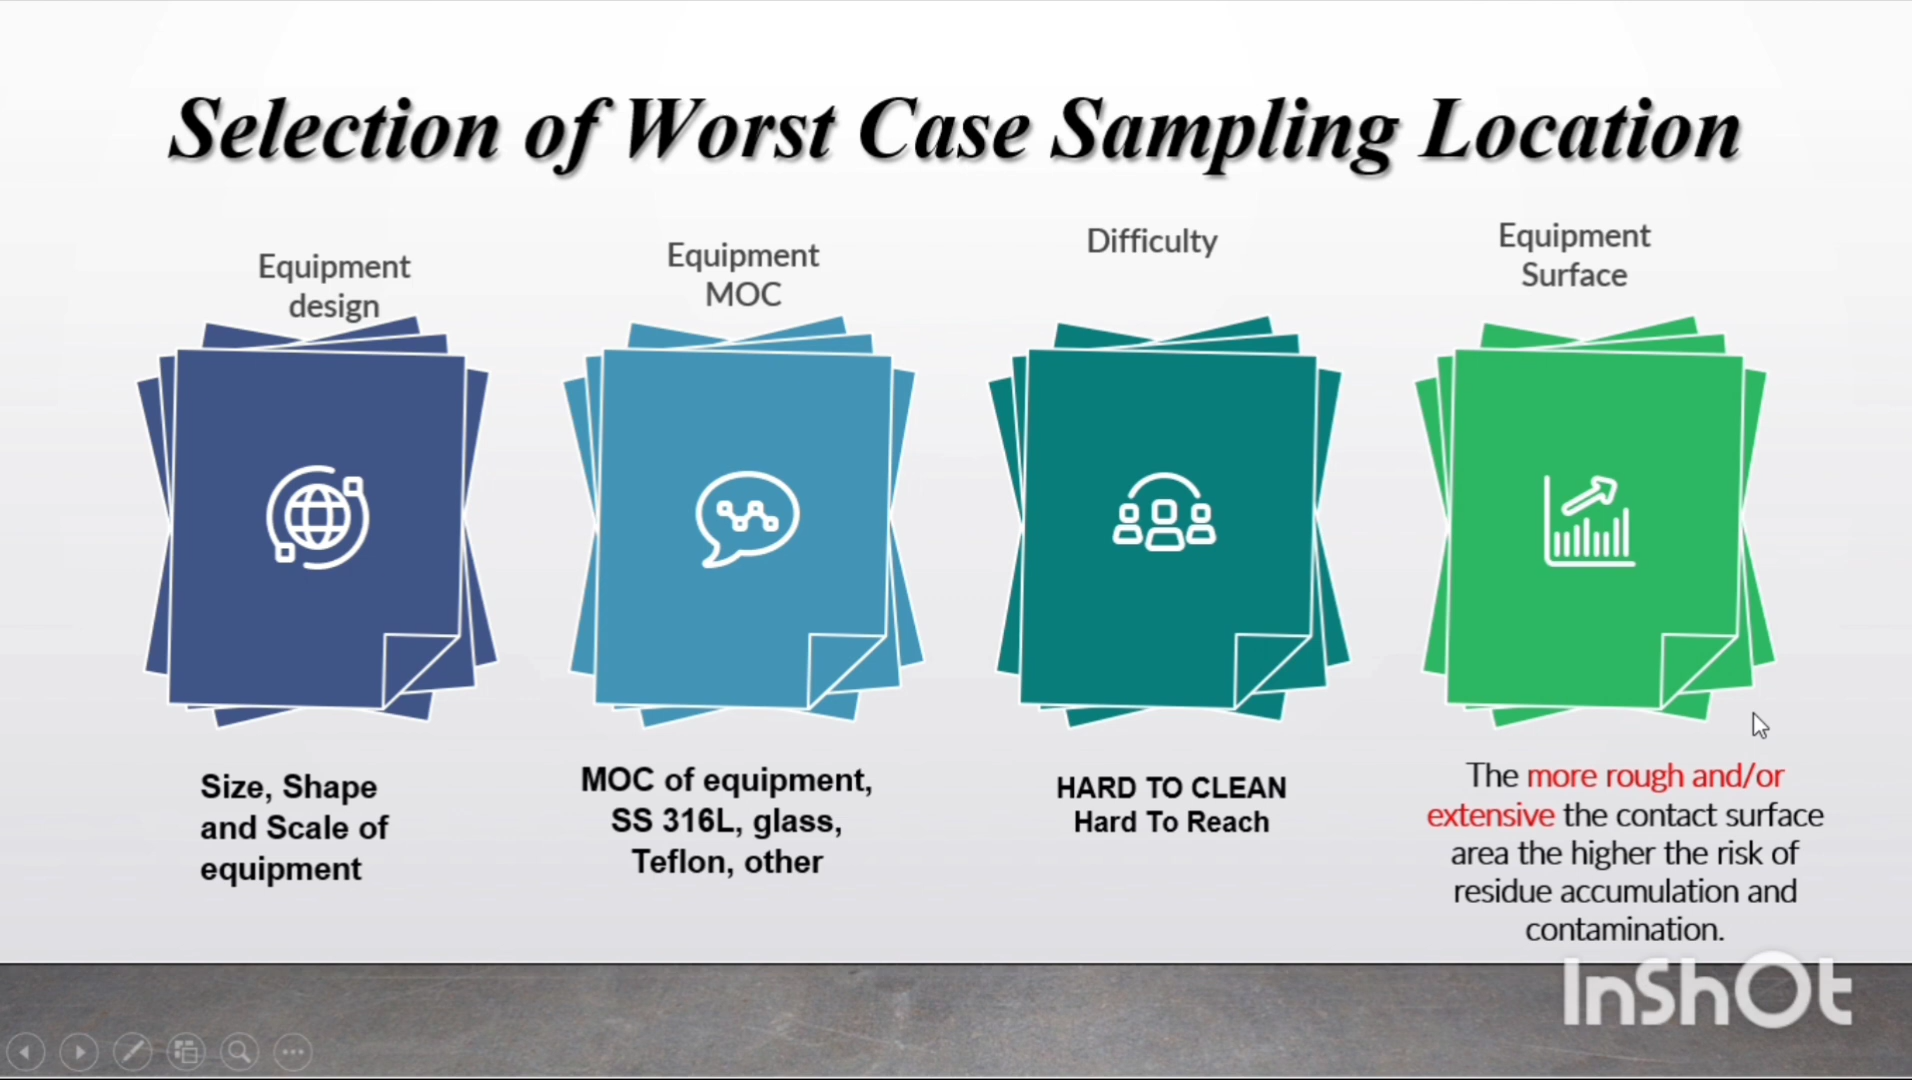 Selection of Worst Case Sampling Location
Equipment
design
Equipment
MOC
Difficulty
Equipment
Surface
Size, Shape
and Scale of
equipment
MOC of equipment,
SS 316L, glass,
Teflon, other
HARD TO CLEAN
Hard To Reach
The more rough and/or
extensive the contact surface
area the higher the risk of
residue accumulation and
contamination.
InShOt